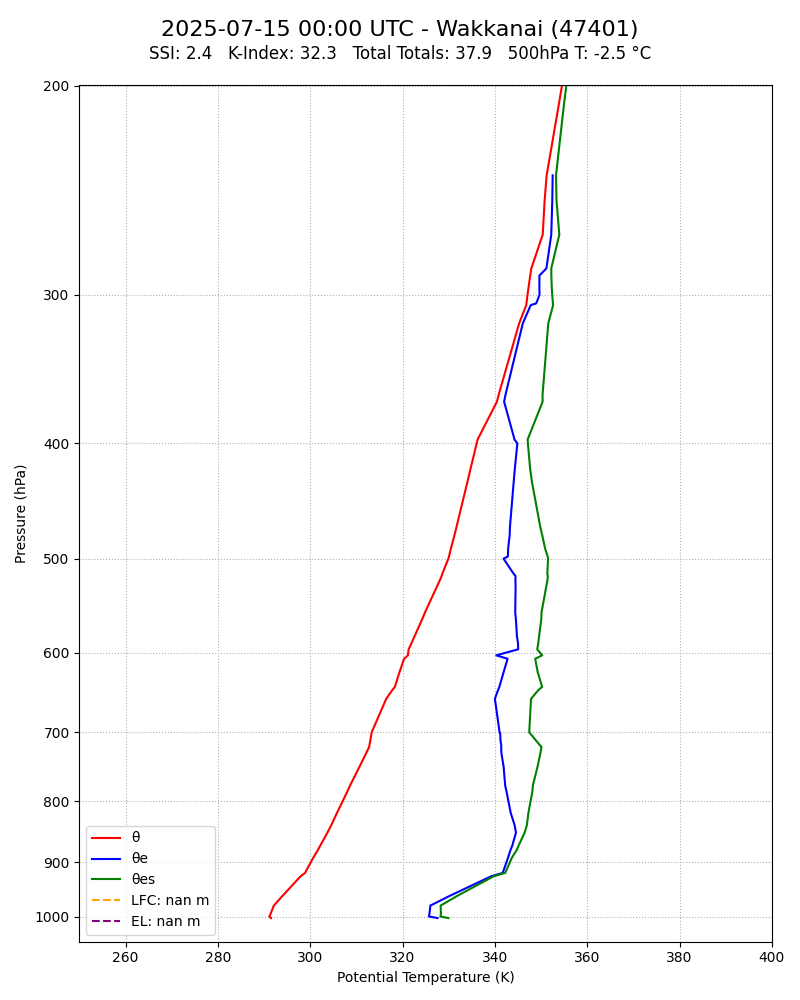 2025-07-15 00:00 UTC - Wakkanai (47401)
SSI: 2.4   K-Index: 32.3   Total Totals: 37.9   500hPa T: -2.5 °C
Pressure (hPa)
200
300
400
500
600
700
800
900
1000
θ
θe
θes
LFC: nan m
EL: nan m
260 280 300 320 340 360 380 400
Potential Temperature (K)